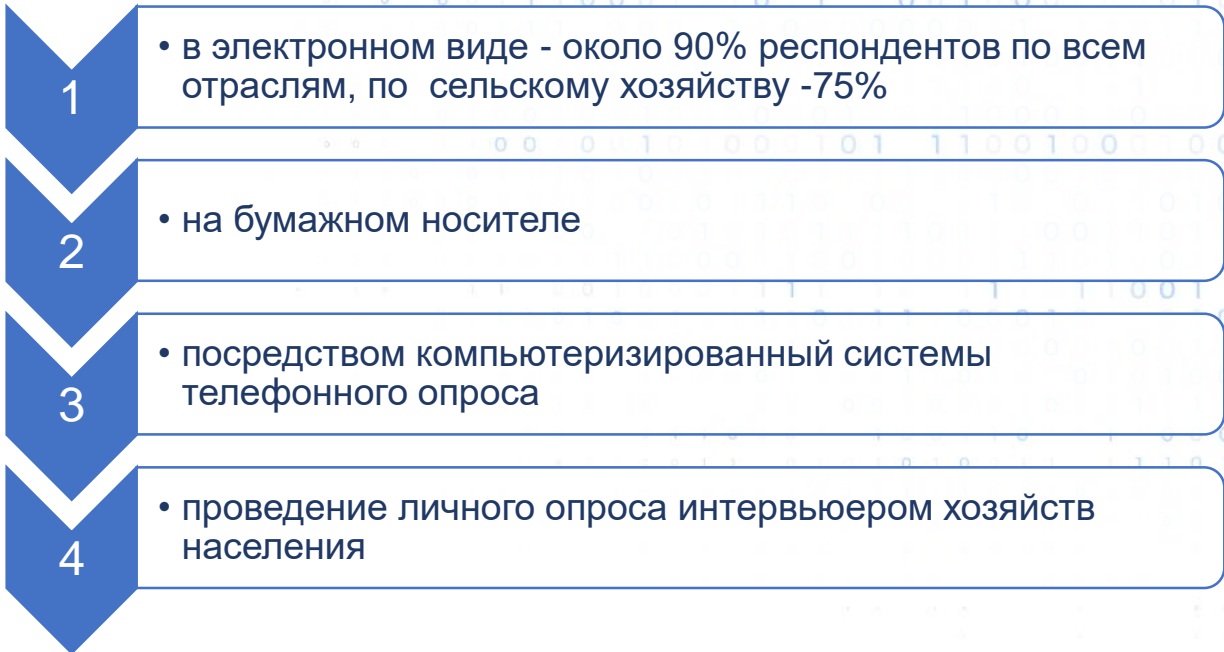 1
• в электронном виде - около 90% респондентов по всем
отраслям, по сельскому хозяйству -75%
2
• на бумажном носителе
3
• посредством компьютеризированный системы
телефонного опроса
4
• проведение личного опроса интервьюером хозяйств
населения